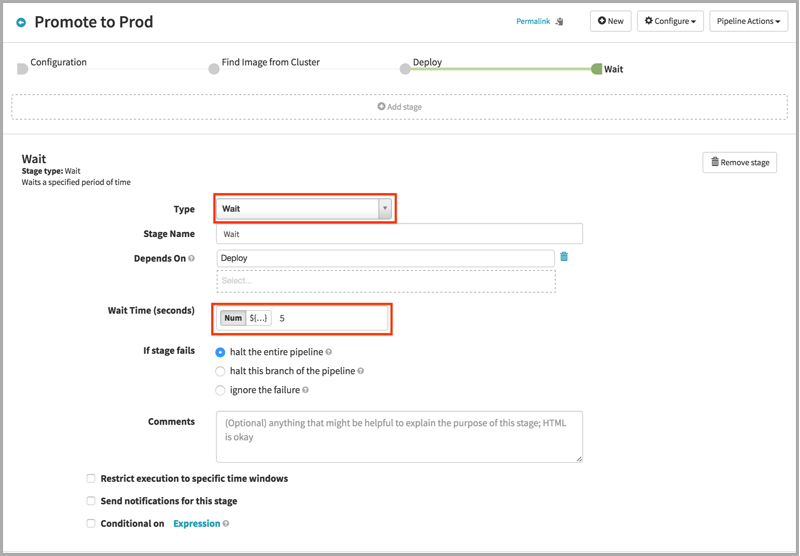 Promote to Prod
Permalink
New
Configure
Pipeline Actions
Configuration
Find Image from Cluster
Deploy
Wait
Add stage
Wait
Stage type: Wait
Waits a specified period of time
Remove stage
Type
Wait
Stage Name
Wait
Depends On
Deploy
Select...
Wait Time (seconds)
Num ${...} 5
If stage fails
halt the entire pipeline
halt this branch of the pipeline
ignore the failure
Comments
(Optional) anything that might be helpful to explain the purpose of this stage; HTML
is okay
Restrict execution to specific time windows
Send notifications for this stage
Conditional on Expression